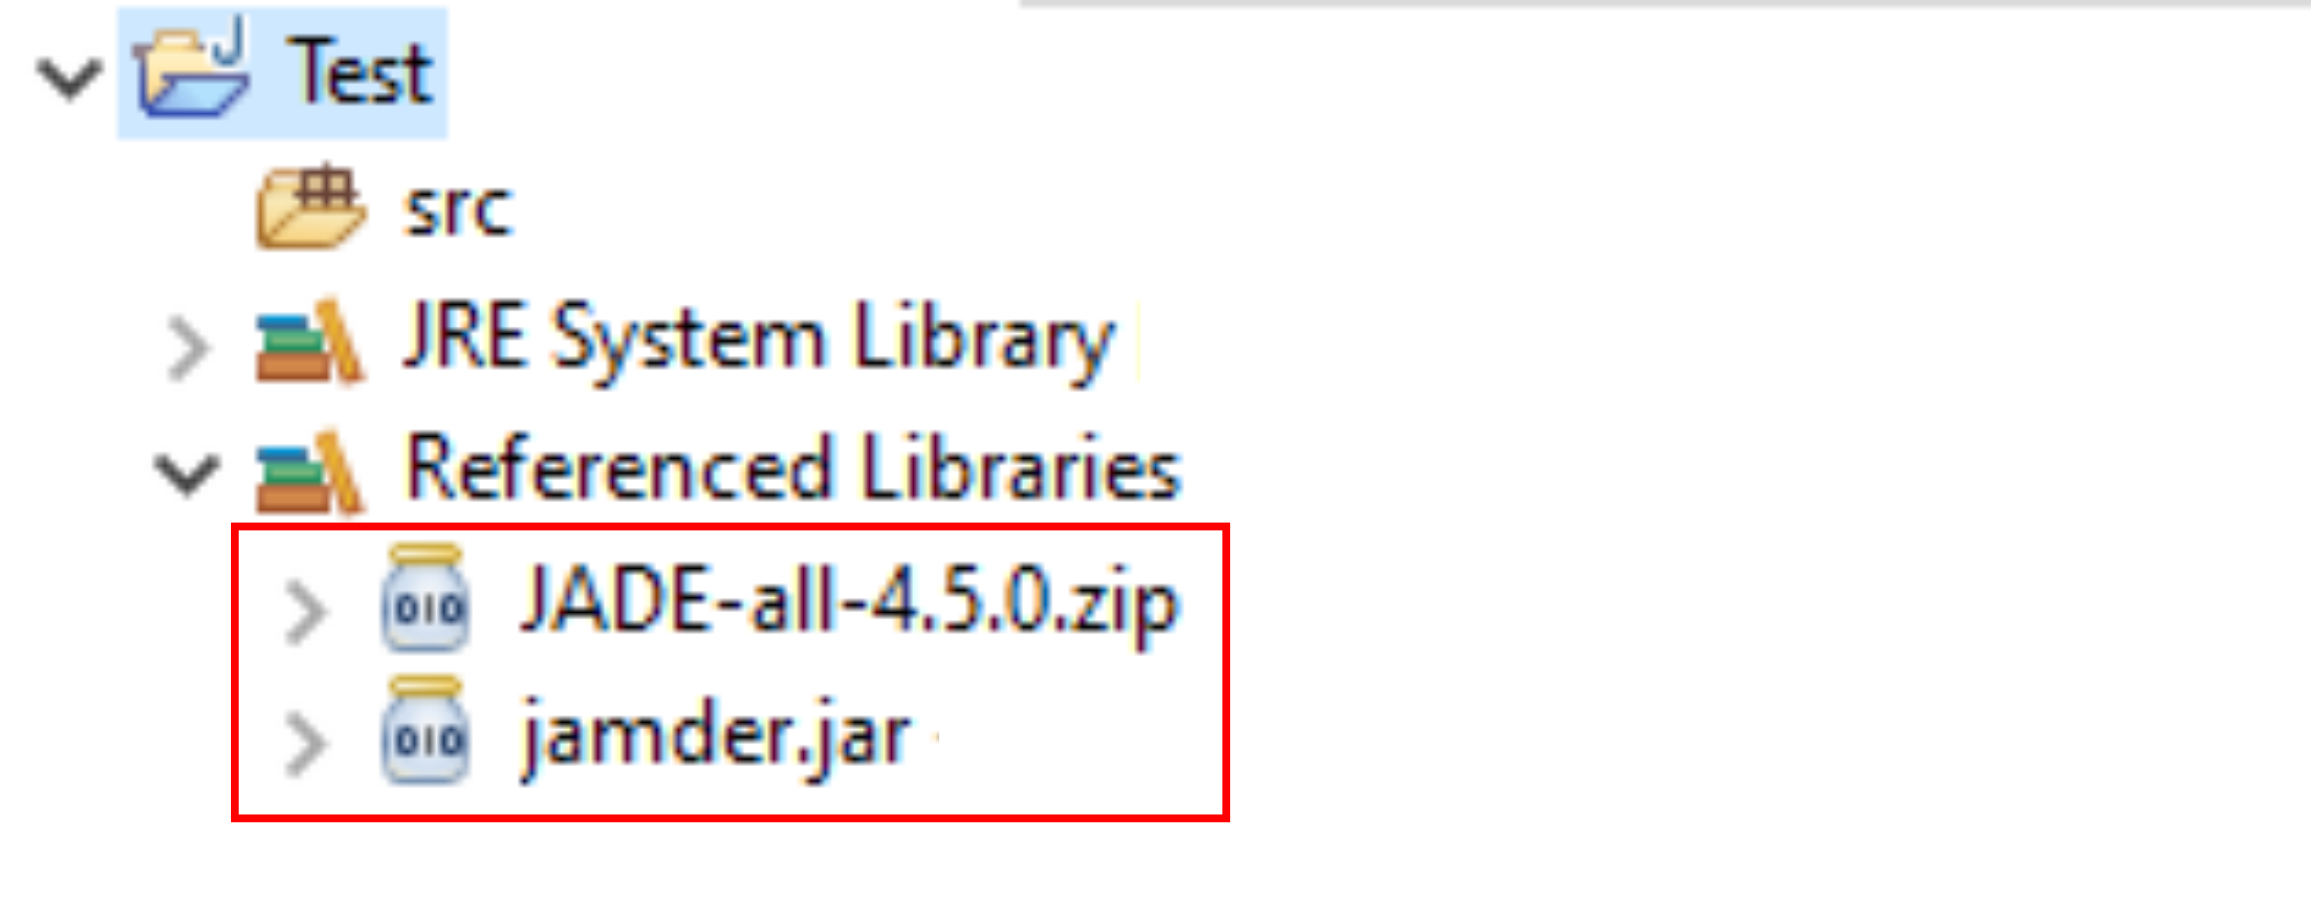 Test
src
JRE System Library
Referenced Libraries
JADE-all-4.5.0.zip
jamder.jar